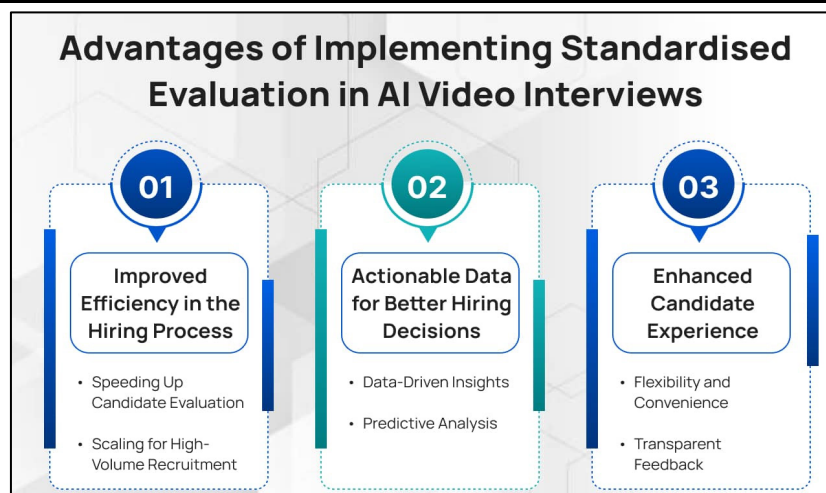 Advantages of Implementing Standardised
Evaluation in AI Video Interviews
01
Improved
Efficiency in the
Hiring Process
• Speeding Up
Candidate Evaluation
• Scaling for High-
Volume Recruitment
02
Actionable Data
for Better Hiring
Decisions
• Data-Driven Insights
• Predictive Analysis
03
Enhanced
Candidate
Experience
• Flexibility and
Convenience
• Transparent
Feedback